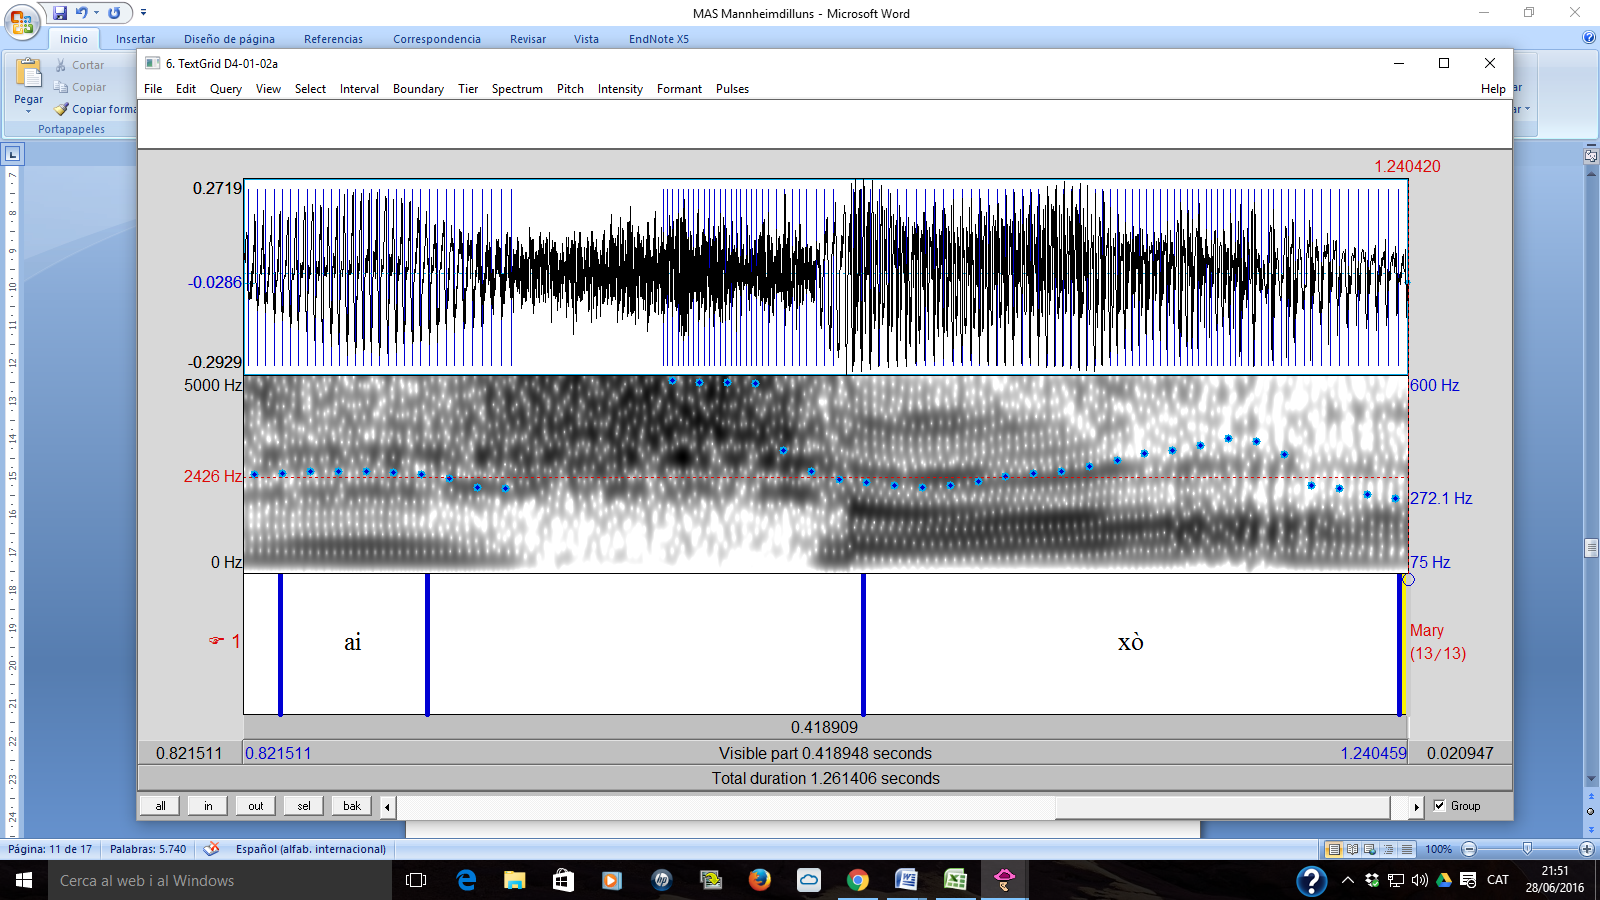 MAS Mannheimdilluns - Microsoft Word
Inicio Insertar Diseño de página Referencias Correspondencia Revisar Vista EndNote X5
Cortar
Copiar
Copiar forma
Pegar
Portapapeles
6. TextGrid D4-01-02a
File Edit Query View Select Interval Boundary Tier Spectrum Pitch Intensity Formant Pulses Help
1.240420
0.2719
-0.0286
-0.2929
5000 Hz 600 Hz
2426 Hz
272.1 Hz
0 Hz 75 Hz
1 ai xò Mary
(13/13)
0.418909
0.821511 0.821511 Visible part 0.418948 seconds 1.240459 0.020947
Total duration 1.261406 seconds
all in out sel bak Group
Página: 11 de 17 Palabras: 5.740 Español (alfab. internacional) 100%
Cerca al web i al Windows CAT 21:51
28/06/2016